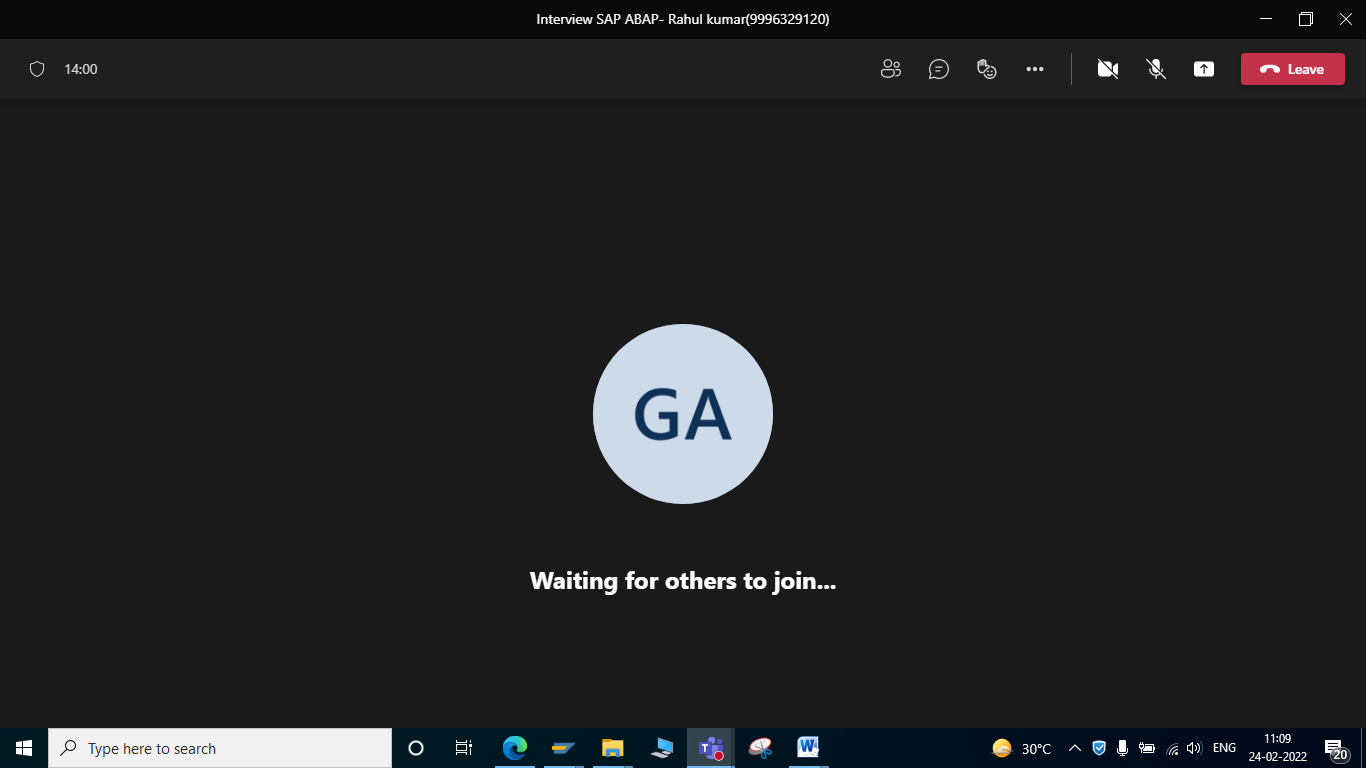 Interview SAP ABAP- Rahul kumar(9996329120)
14:00
Leave
GA
Waiting for others to join...
Type here to search
W
30°C
ENG
11:09
24-02-2022
20